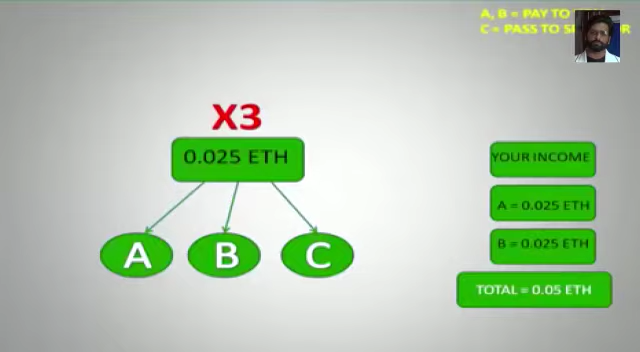 A, B = PAY TO
C = PASS TO
X3
0.025 ETH
A
B
C
YOUR INCOME
A = 0.025 ETH
B = 0.025 ETH
TOTAL = 0.05 ETH